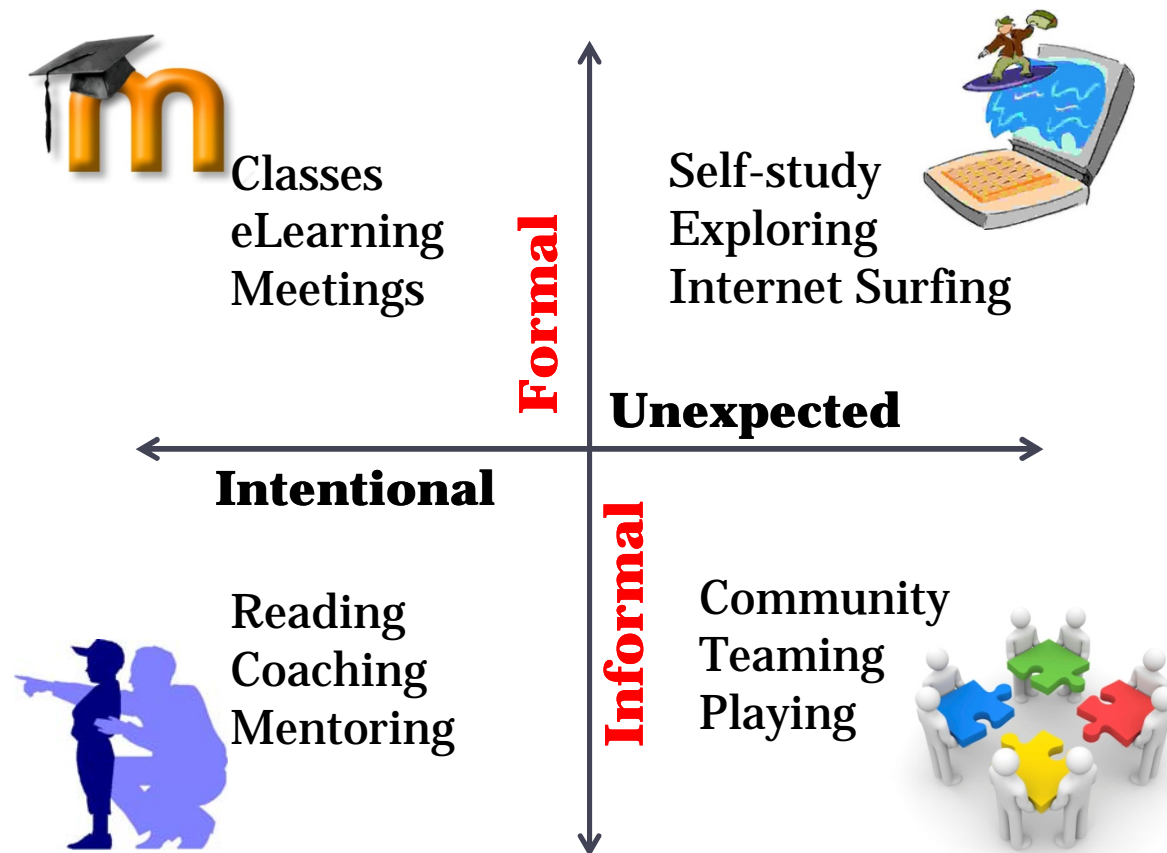 m
Classes
eLearning
Meetings
Formal
Self-study
Exploring
Internet Surfing
Unexpected
Intentional
Reading
Coaching
Mentoring
Informal
Community
Teaming
Playing